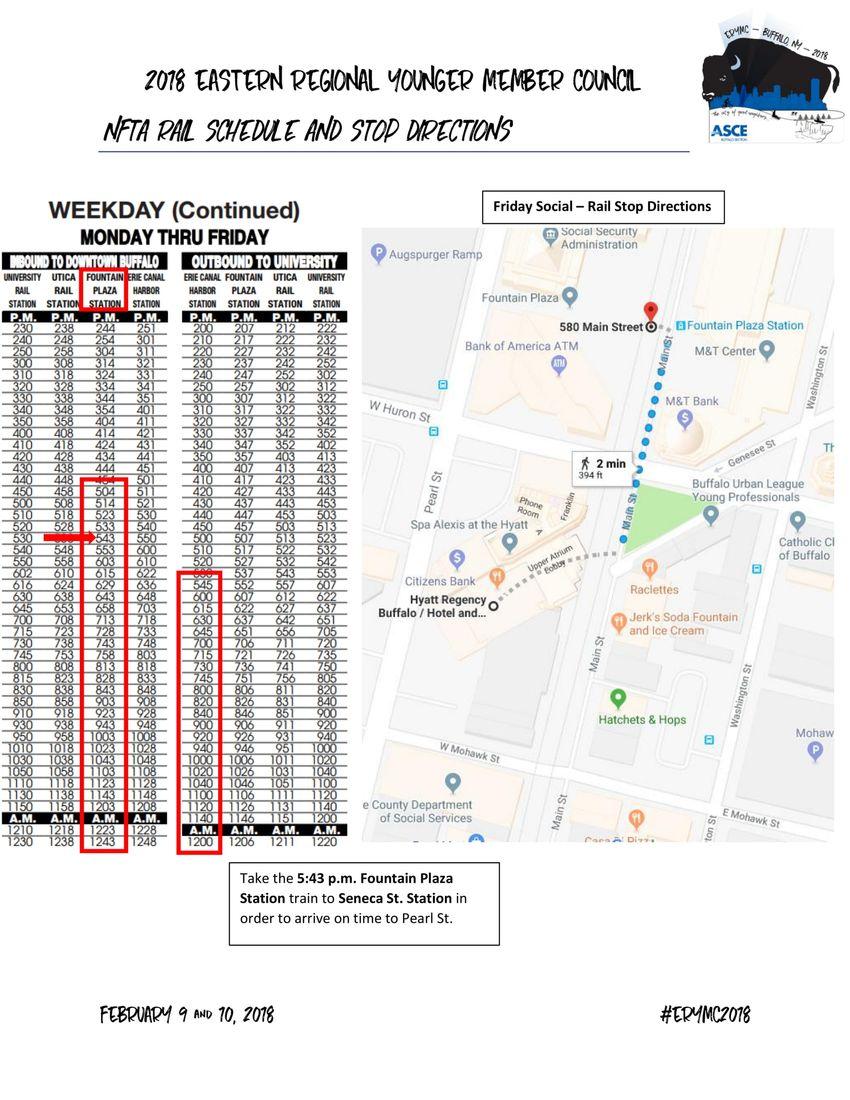 ERYMC – BUFFALO, NY – 2018
2018 EASTERN REGIONAL YOUNGER MEMBER COUNCIL
NFTA RAIL SCHEDULE AND STOP DIRECTIONS
the city of good neighbors
ASCE
BUFFALO SECTION
WEEKDAY (Continued)
MONDAY THRU FRIDAY
INBOUND TO DOWNTOWN BUFFALO OUTBOUND TO UNIVERSITY
UNIVERSITY UTICA FOUNTAIN ERIE CANAL ERIE CANAL FOUNTAIN UTICA UNIVERSITY
RAIL RAIL PLAZA HARBOR HARBOR PLAZA RAIL RAIL
STATION STATION STATION STATION STATION STATION STATION STATION
P.M. P.M. P.M. P.M. P.M. P.M. P.M. P.M.
230 238 244 251 200 207 212 222
240 248 254 301 210 217 222 232
250 258 304 311 220 227 232 242
300 308 314 321 230 237 242 252
310 318 324 331 240 247 252 302
320 328 334 341 250 257 302 312
330 338 344 351 300 307 312 322
340 348 354 401 310 317 322 332
350 358 404 411 320 327 332 342
400 408 414 421 330 337 342 352
410 418 424 431 340 347 352 402
420 428 434 441 350 357 403 413
430 438 444 451 400 407 413 423
440 448 454 501 410 417 423 433
450 458 504 511 420 427 433 443
500 508 514 521 430 437 443 453
510 518 523 530 440 447 453 503
520 528 533 540 450 457 503 513
530 543 550 500 507 513 523
540 548 553 600 510 517 522 532
550 558 603 610 520 527 532 542
602 610 615 622 530 537 543 553
616 624 629 636 545 552 557 607
630 638 643 648 600 607 612 622
645 653 658 703 615 622 627 637
700 708 713 718 630 637 642 651
715 723 728 733 645 651 656 705
730 738 743 748 700 706 711 720
745 753 758 803 715 721 726 735
800 808 813 818 730 736 741 750
815 823 828 833 745 751 756 805
830 838 843 848 800 806 811 820
850 858 903 908 820 826 831 840
910 918 923 928 840 846 851 900
930 938 943 948 900 906 911 920
950 958 1003 1008 920 926 931 940
1010 1018 1023 1028 940 946 951 1000
1030 1038 1043 1048 1000 1006 1011 1020
1050 1058 1103 1108 1020 1026 1031 1040
1110 1118 1123 1128 1040 1046 1051 1100
1130 1138 1143 1148 1100 1106 1111 1120
1150 1158 1203 1208 1120 1126 1131 1140
A.M. A.M. A.M. A.M. 1140 1146 1151 1200
1210 1218 1223 1228 A.M. A.M. A.M. A.M.
1230 1238 1243 1248 1200 1206 1211 1220
Friday Social – Rail Stop Directions
Social Security
Administration
Augspurger Ramp
P
Fountain Plaza
580 Main Street
Fountain Plaza Station
Bank of America ATM
ATM
Main St
M&T Center
Washington St
M&T Bank
W Huron St
Genesee St
2 min
394 ft
Pearl St
Phone
Room
Franklin
A
Main St
Buffalo Urban League
Young Professionals
Th
Spa Alexis at the Hyatt
Catholic Cl
of Buffalo
Upper Atrium
Lobby
Citizens Bank
Raclettes
Hyatt Regency
Buffalo / Hotel and...
Jerk's Soda Fountain
and Ice Cream
Main St
Washington St
Hatchets & Hops
Mohaw
P
W Mohawk St
e County Department
of Social Services
E Mohawk St
Main St
ton St
Casa Di Pizz
Take the 5:43 p.m. Fountain Plaza
Station train to Seneca St. Station in
order to arrive on time to Pearl St.
FEBRUARY 9 AND 10, 2018
#ERYMC2018